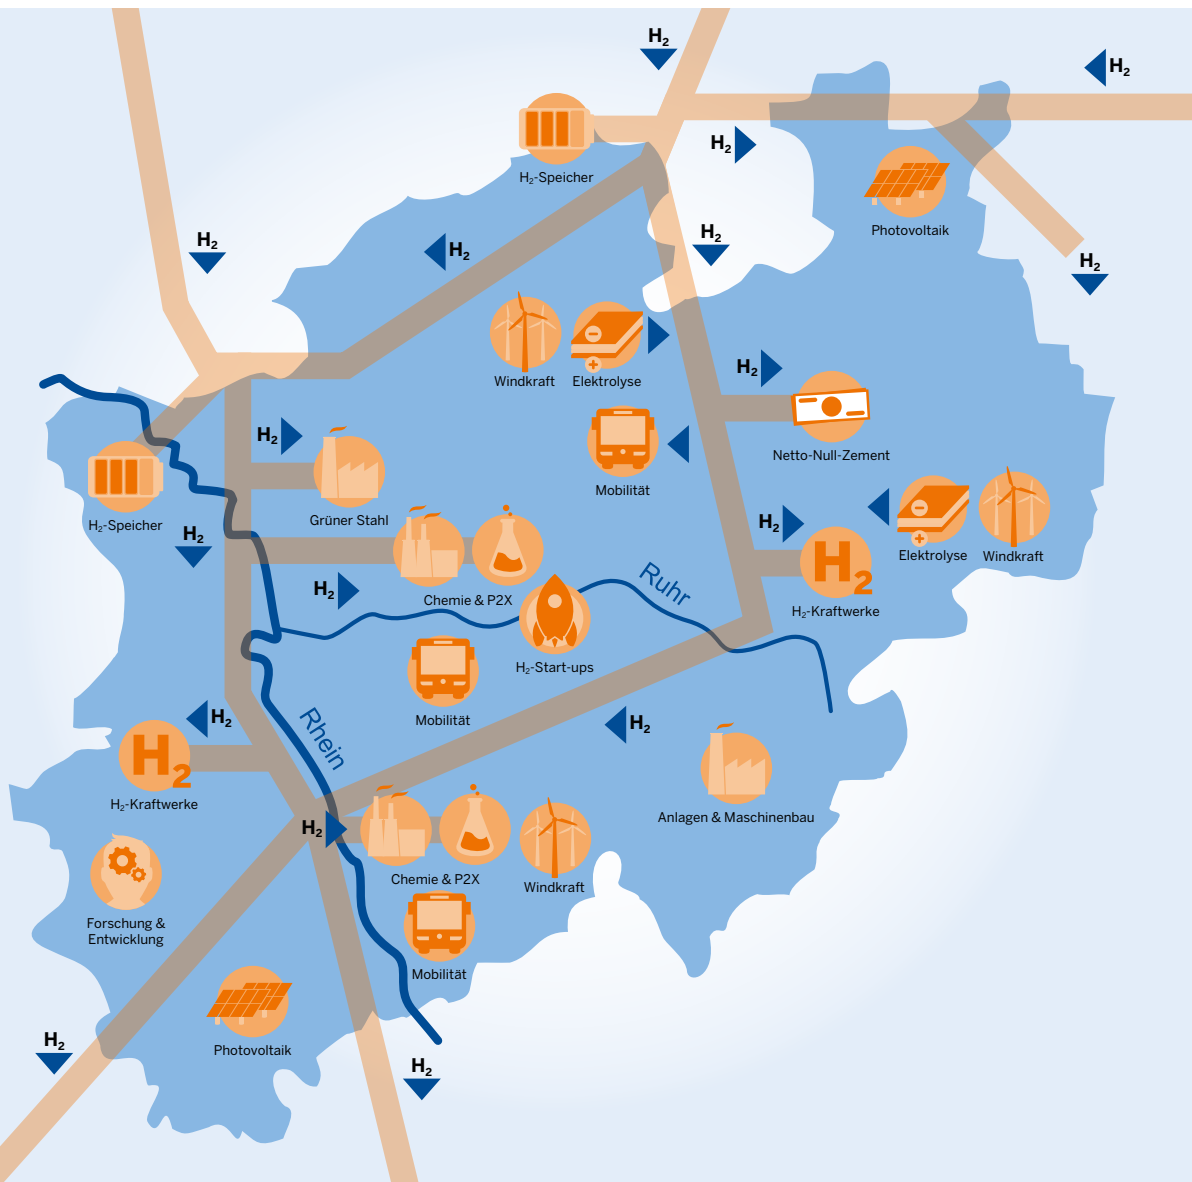 H₂
H₂
H₂
H₂-Speicher
Photovoltaik
H₂
H₂
H₂
H₂
Windkraft
Elektrolyse
H₂
Netto-Null-Zement
H₂
Mobilität
Grüner Stahl
H₂-Speicher
H₂
H₂
Elektrolyse
Windkraft
H₂
Chemie & P2X
Ruhr
H₂-Kraftwerke
H₂-Start-ups
Mobilität
H₂
H₂
Rhein
H₂-Kraftwerke
Anlagen & Maschinenbau
H₂
Chemie & P2X
Windkraft
Forschung &
Entwicklung
Mobilität
Photovoltaik
H₂
H₂
H2
H2